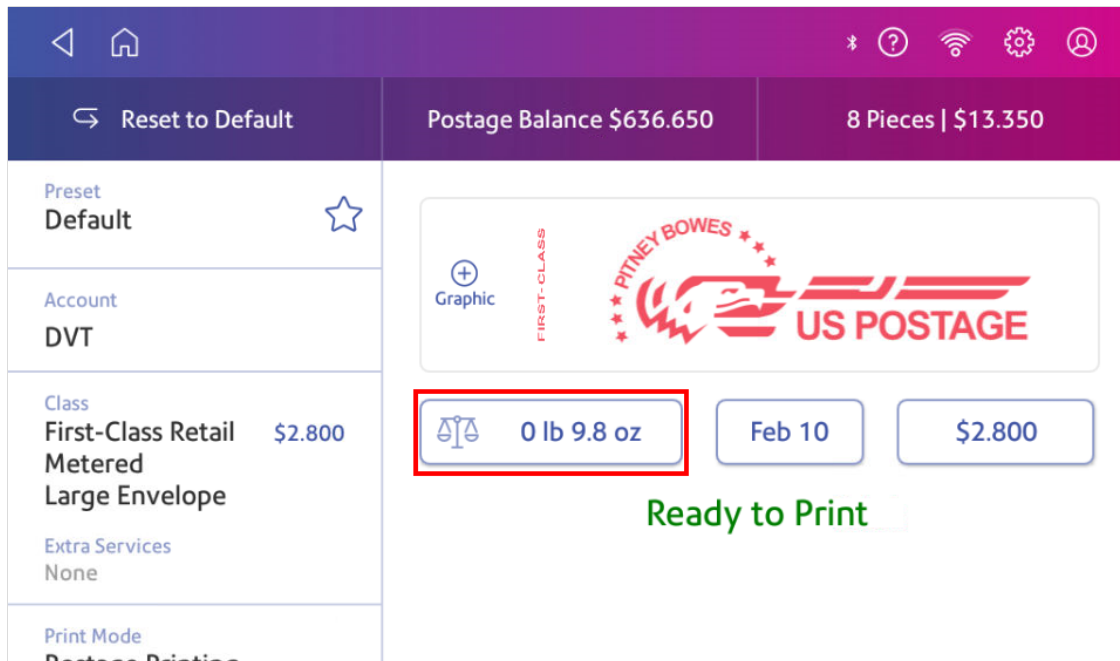 Reset to Default
Postage Balance $636.650
8 Pieces | $13.350
Preset
Default
Account
DVT
Class
First-Class Retail $2.800
Metered
Large Envelope
Extra Services
None
Print Mode
Postage Printing
Graphic
FIRST-CLASS
PITNEY BOWES
US POSTAGE
0 lb 9.8 oz
Feb 10
$2.800
Ready to Print